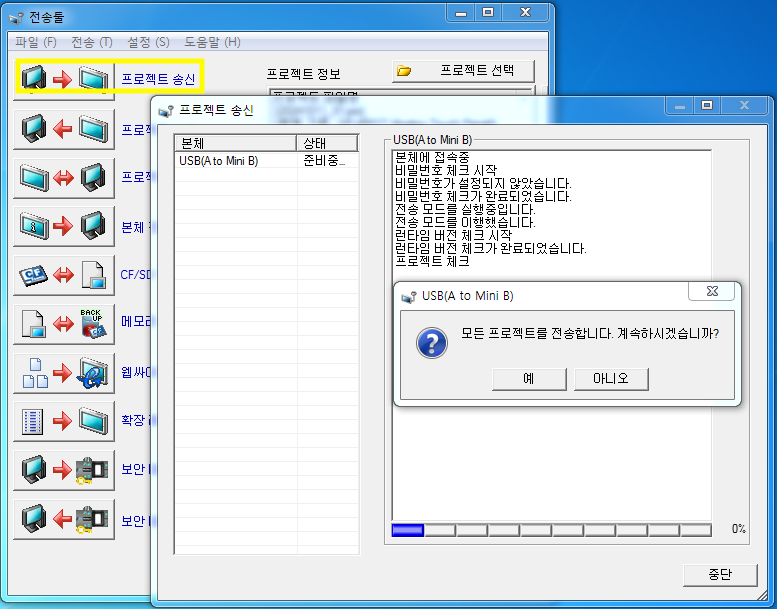 전송툴
파일 (F) 전송 (T) 설정 (S) 도움말 (H)
프로젝트 송신
프로젝트 정보
프로젝트 선택
프로젝트 파일명
프로젝
프로젝
본체
CF/SD
메모리
웹싸이
확장
보안
보안
프로젝트 송신
본체 상태
USB(A to Mini B) 준비중...
USB(A to Mini B)
본체에 접속중
비밀번호 체크 시작
비밀번호가 설정되지 않았습니다.
비밀번호 체크가 완료되었습니다.
전송 모드를 실행중입니다.
전송 모드를 이행했습니다.
런타임 버전 체크 시작
런타임 버전 체크가 완료되었습니다.
프로젝트 체크
USB(A to Mini B)
모든 프로젝트를 전송합니다. 계속하시겠습니까?
예
아니오
0%
중단
CF
BACK
UP